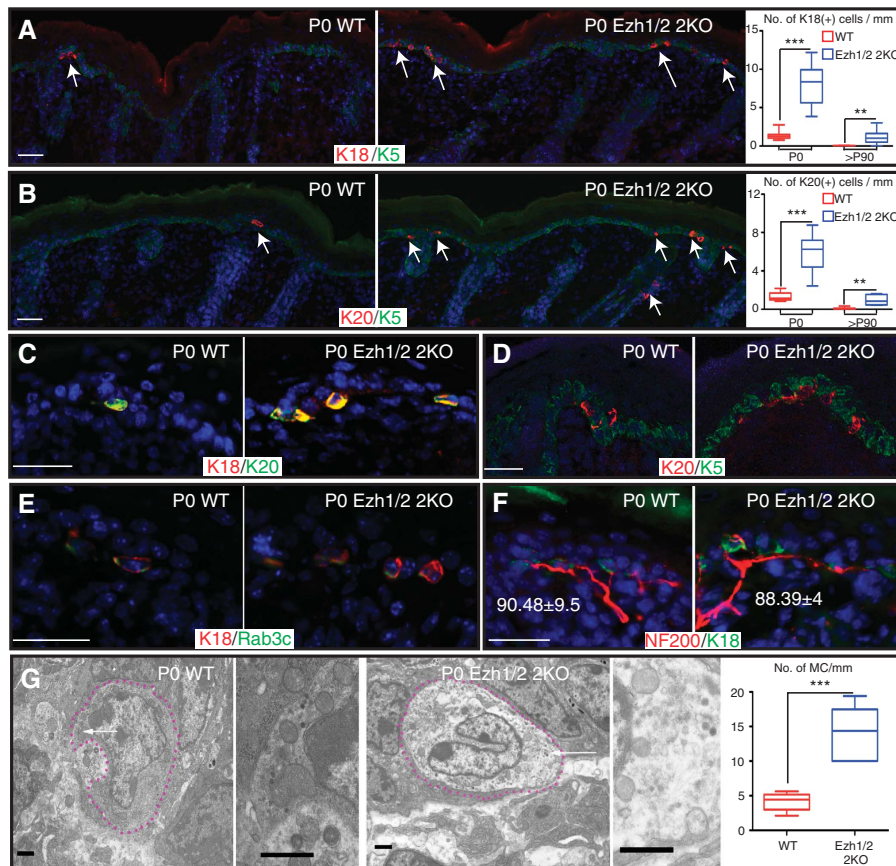 A
P0 WT
P0 Ezh1/2 2KO
K18/K5
No. of K18(+) cells / mm
WT
Ezh1/2 2KO
15
10
5
0
***
**
P0
>P90
B
P0 WT
P0 Ezh1/2 2KO
K20/K5
No. of K20(+) cells / mm
WT
Ezh1/2 2KO
12
8
4
0
***
**
P0
>P90
C
P0 WT
P0 Ezh1/2 2KO
K18/K20
D
P0 WT
P0 Ezh1/2 2KO
K20/K5
E
P0 WT
P0 Ezh1/2 2KO
K18/Rab3c
F
P0 WT
P0 Ezh1/2 2KO
90.48±9.5
88.39±4
NF200/K18
G
P0 WT
P0 Ezh1/2 2KO
No. of MC/mm
20
15
10
5
0
***
WT
Ezh1/2
2KO